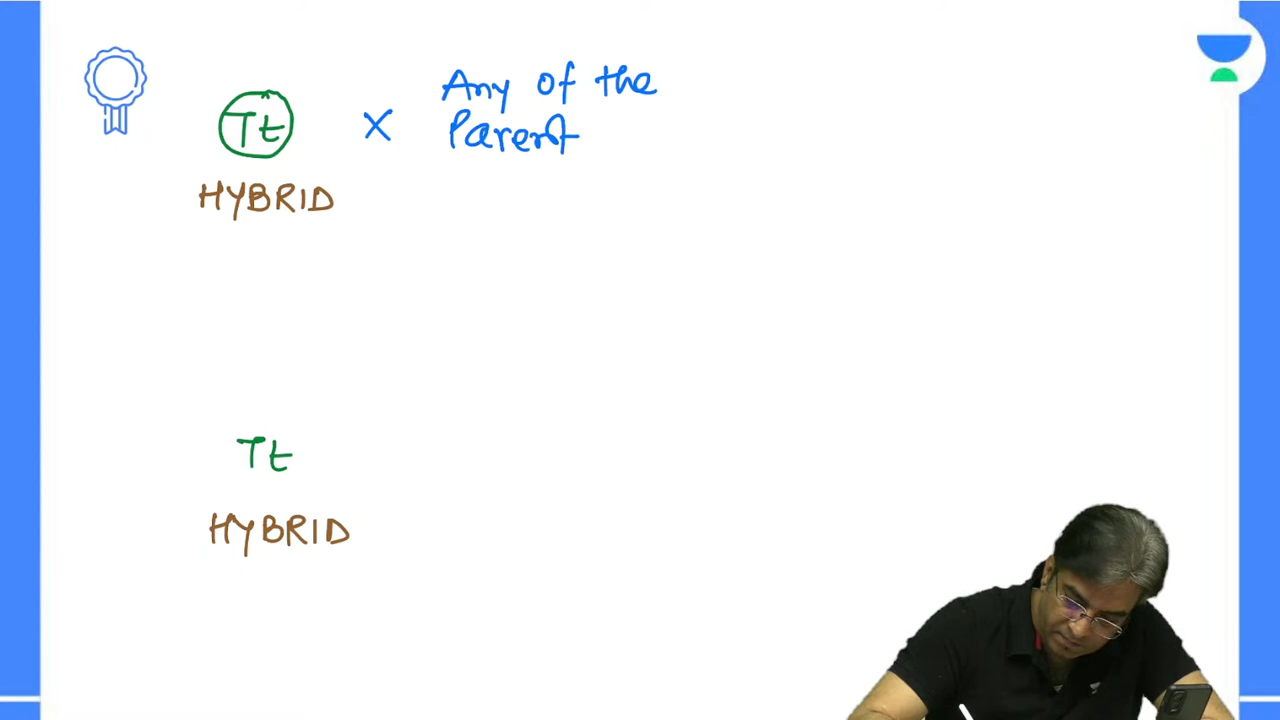 Tt × Any of the
Parent
HYBRID
Tt
HYBRID